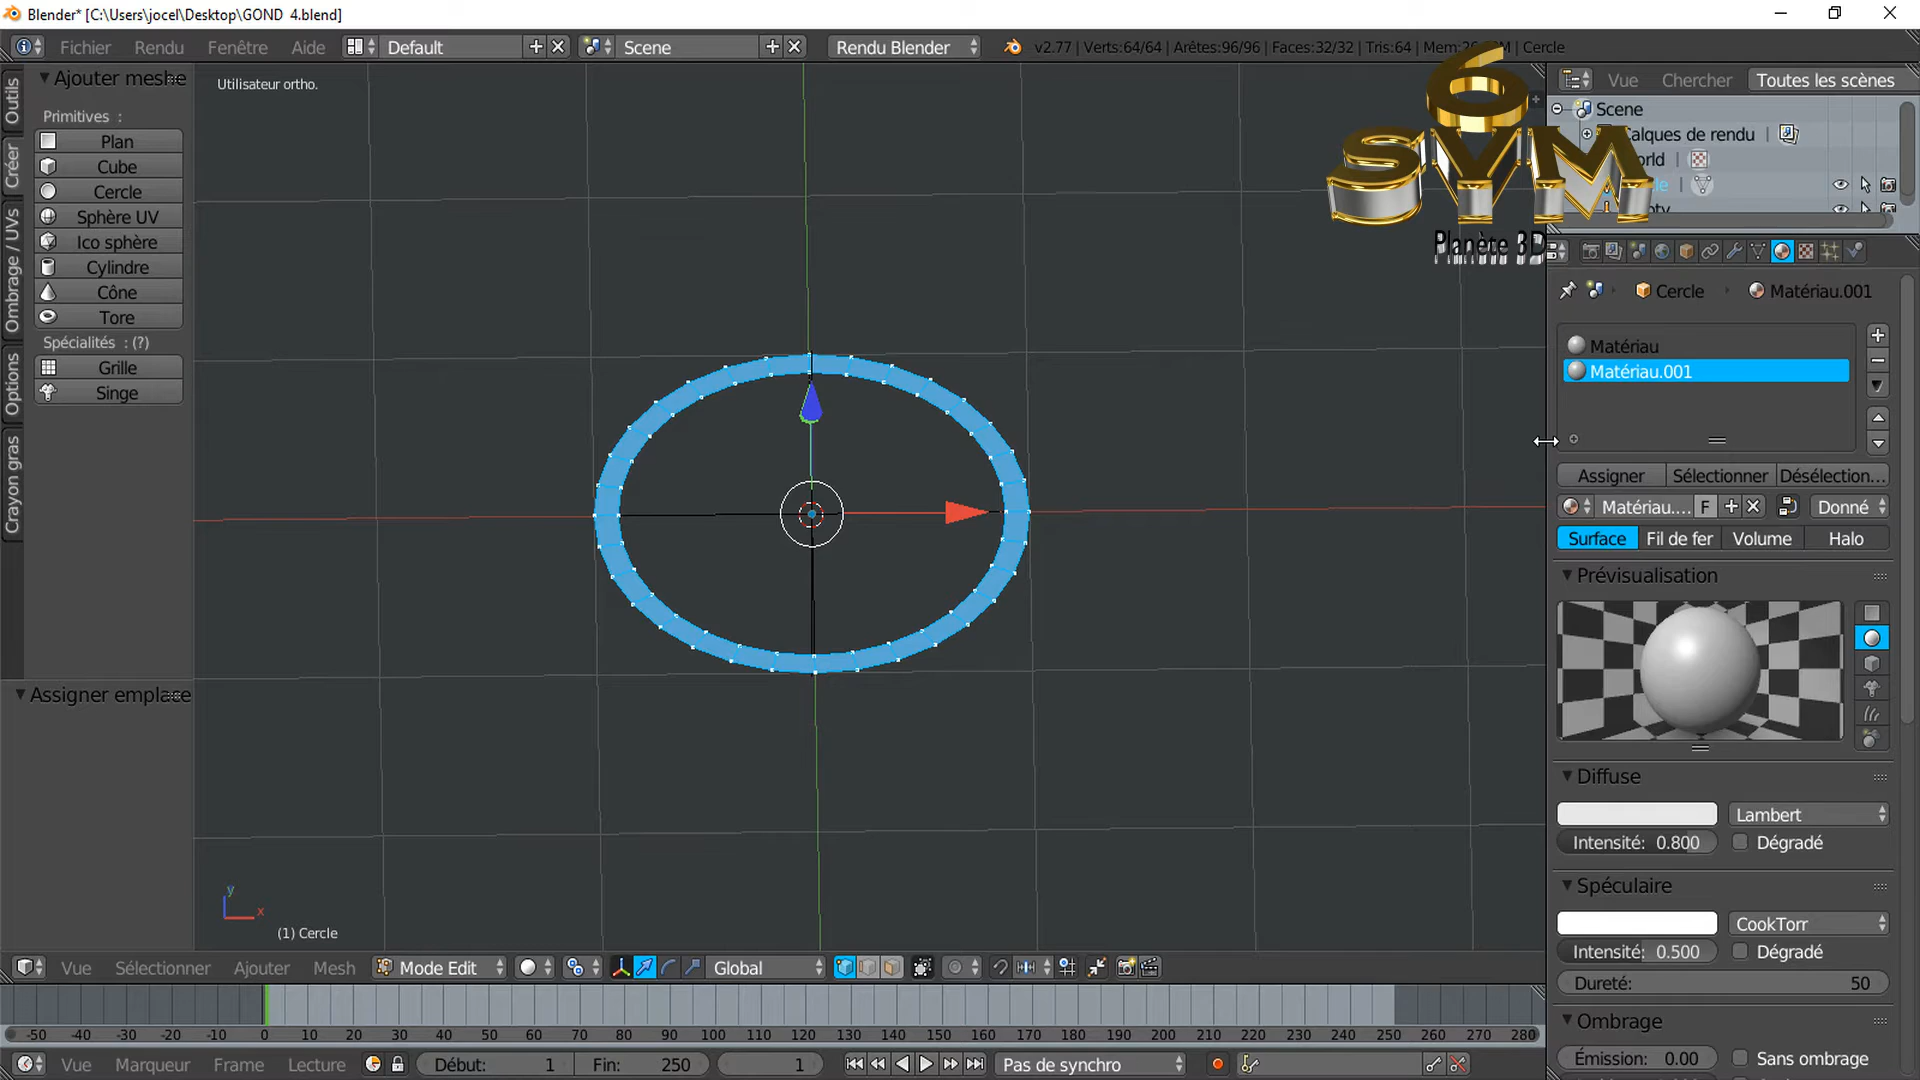 Blender* [C:\Users\jocel\Desktop\GOND  4.blend]
Fichier Rendu Fenêtre Aide Default Scene Rendu Blender v2.77 | Verts:64/64 | Arêtes:96/96 | Faces:32/32 | Tris:64 | Cercle
Ajouter meshe
Primitives :
Plan
Cube
Cercle
Sphère UV
Ico sphère
Cylindre
Cône
Tore
Spécialités : (?)
Grille
Singe
Outils
Créer
Ombrage / UVs
Options
Crayon gras
Assigner emplace
Utilisateur ortho.
y
x
(1) Cercle
6
SYM
Planète 3D
Vue Chercher Toutes les scènes
Scene
Calques de rendu
Cercle Matériau.001
Matériau
Matériau.001
Assigner Sélectionner Désélection...
Matériau.... F Donné
Surface Fil de fer Volume Halo
Prévisualisation
Diffuse
Lambert
Intensité: 0.800 Dégradé
Spéculaire
CookTorr
Intensité: 0.500 Dégradé
Dureté: 50
Ombrage
Émission: 0.00 Sans ombrage
Vue Sélectionner Ajouter Mesh Mode Edit Global
-50 -40 -30 -20 -10 0 10 20 30 40 50 60 70 80 90 100 110 120 130 140 150 160 170 180 190 200 210 220 230 240 250 260 270 280
Vue Marqueur Frame Lecture Début: 1 Fin: 250 1 Pas de synchro